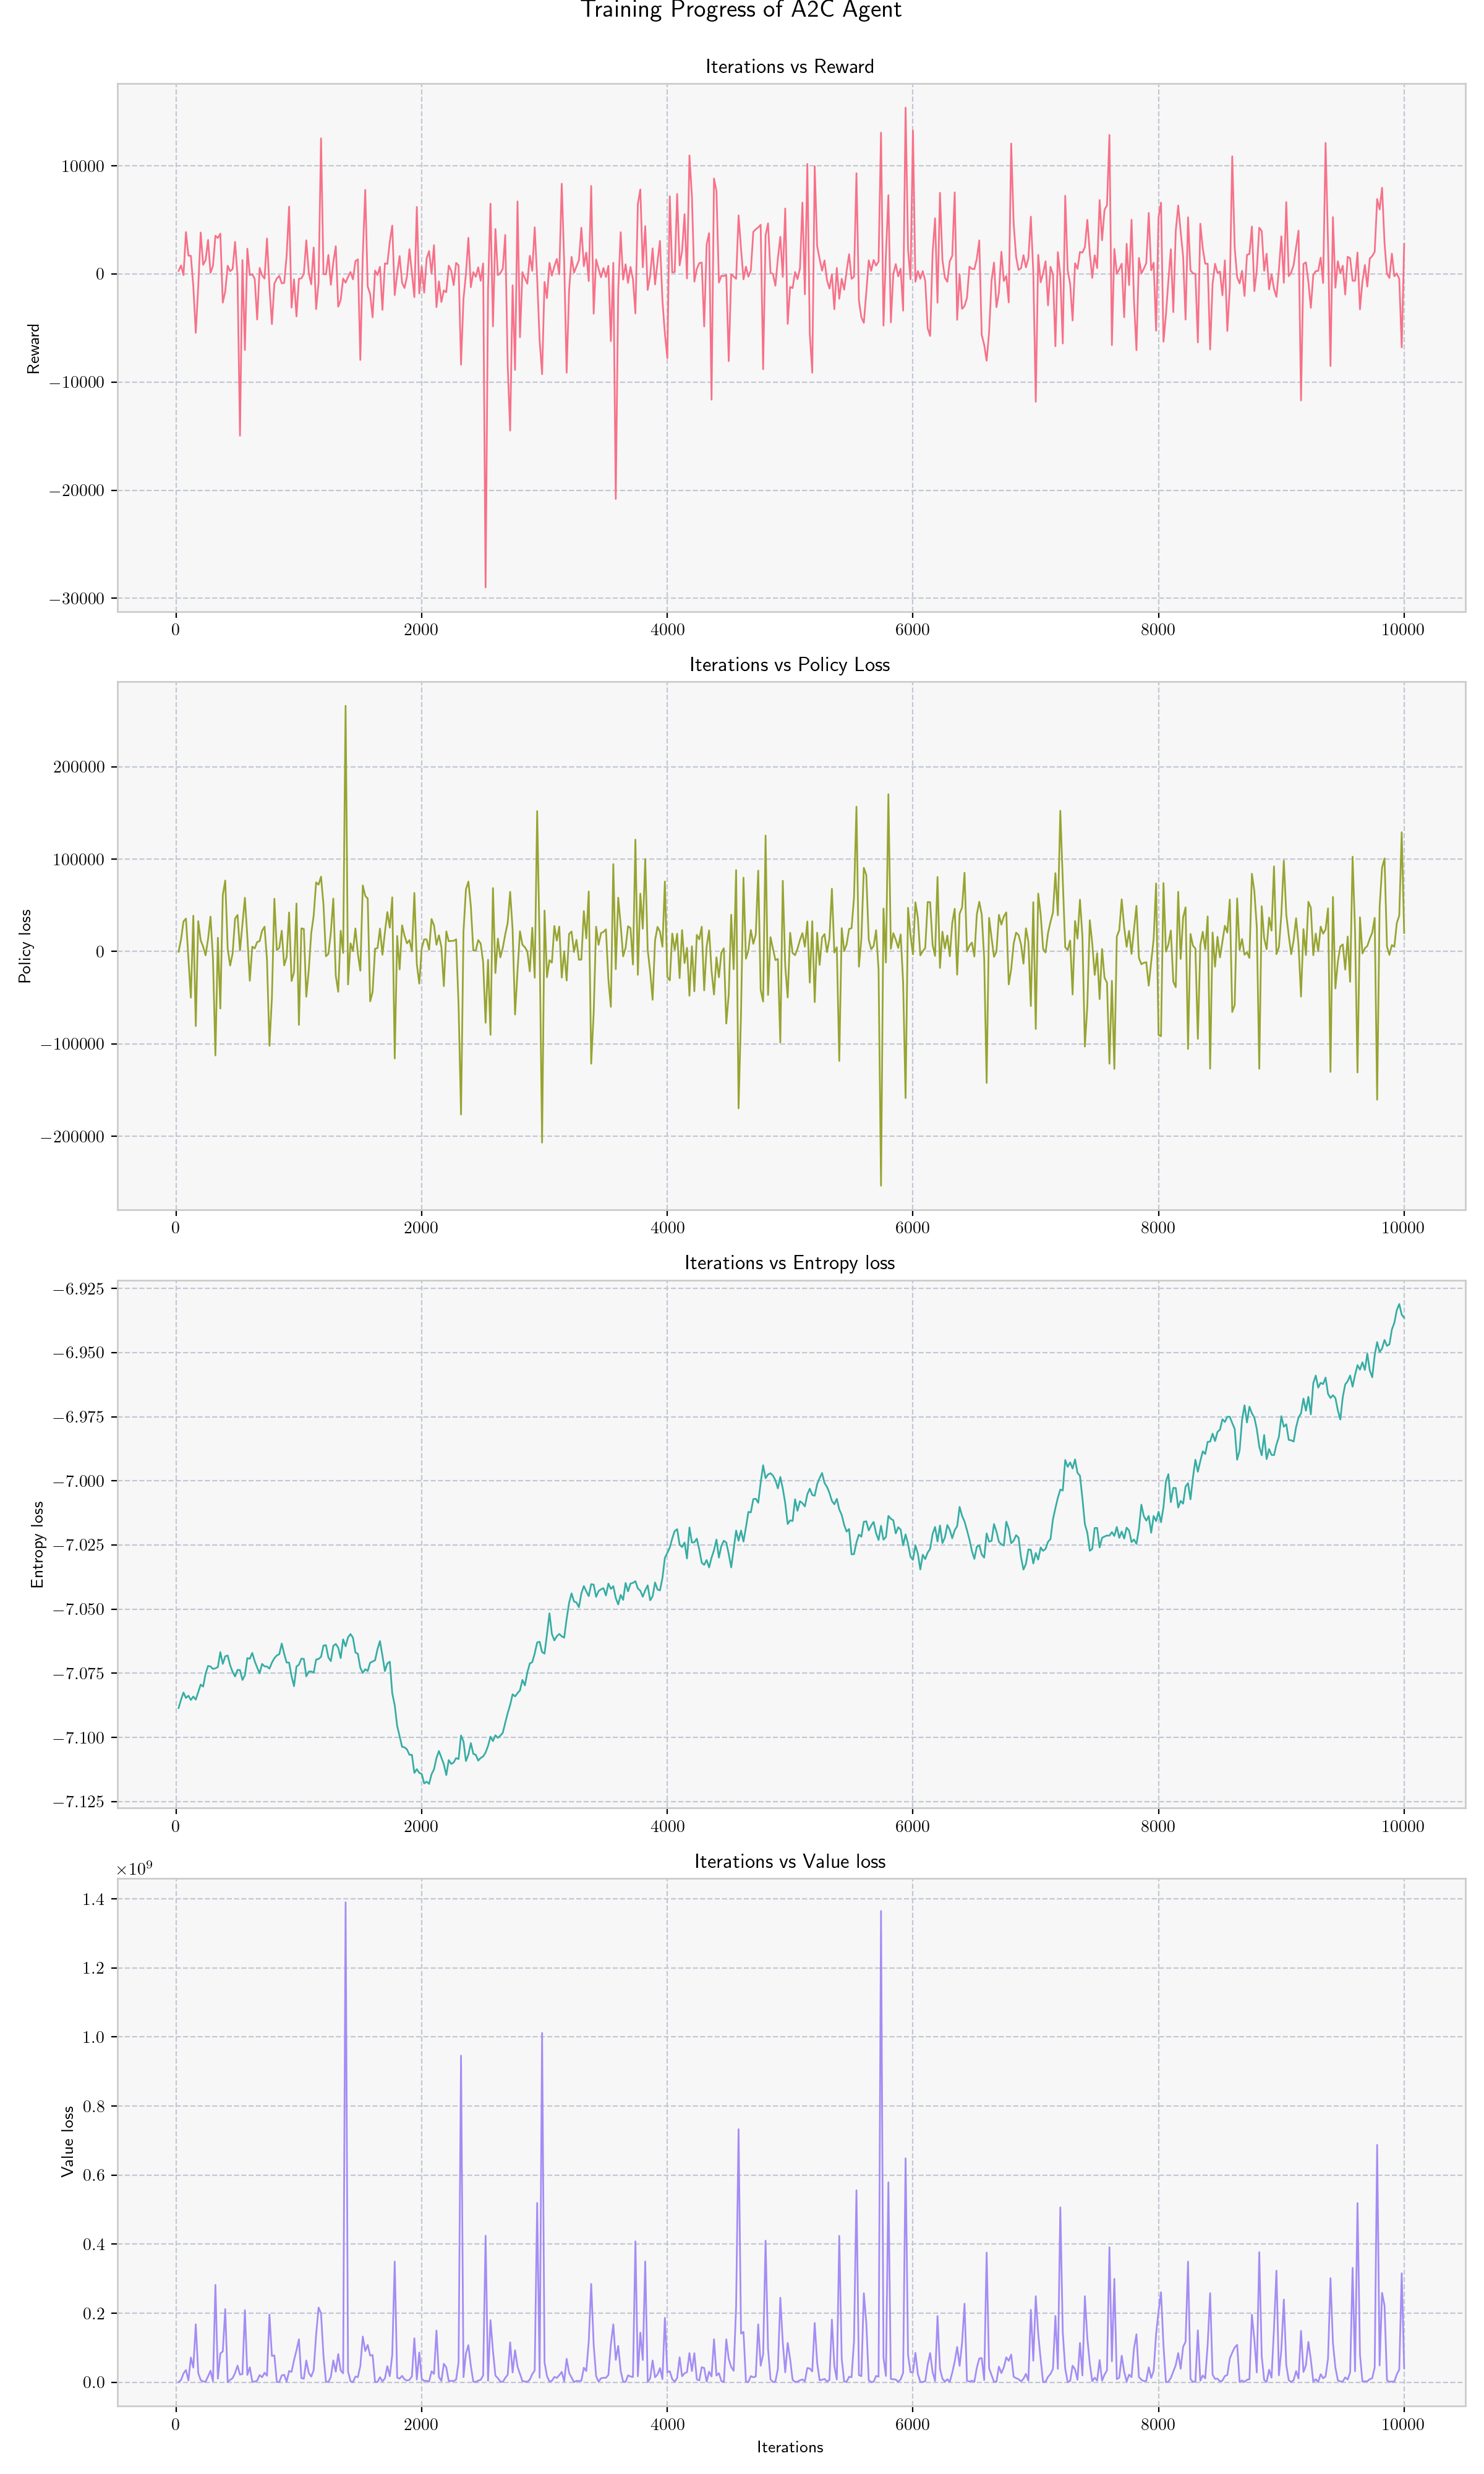 Training Progress of A2C Agent
Iterations vs Reward
Reward
10000
0
−10000
−20000
−30000
0 2000 4000 6000 8000 10000
Iterations vs Policy Loss
Policy loss
200000
100000
0
−100000
−200000
0 2000 4000 6000 8000 10000
Iterations vs Entropy loss
Entropy loss
−6.925
−6.950
−6.975
−7.000
−7.025
−7.050
−7.075
−7.100
−7.125
0 2000 4000 6000 8000 10000
Iterations vs Value loss
×10⁹
Value loss
1.4
1.2
1.0
0.8
0.6
0.4
0.2
0.0
0 2000 4000 6000 8000 10000
Iterations